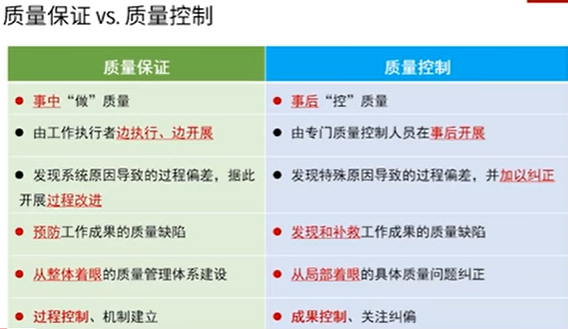 质量保证 vs. 质量控制
质量保证
质量控制
事中“做”质量
事后“控”质量
由工作执行者边执行、边开展
由专门质量控制人员在事后开展
发现系统原因导致的过程偏差，据此
开展过程改进
发现特殊原因导致的过程偏差，并加以纠正
预防工作成果的质量缺陷
发现和补救工作成果的质量缺陷
从整体着眼的质量管理体系建设
从局部着眼的具体质量问题纠正
过程控制、机制建立
成果控制、关注纠偏